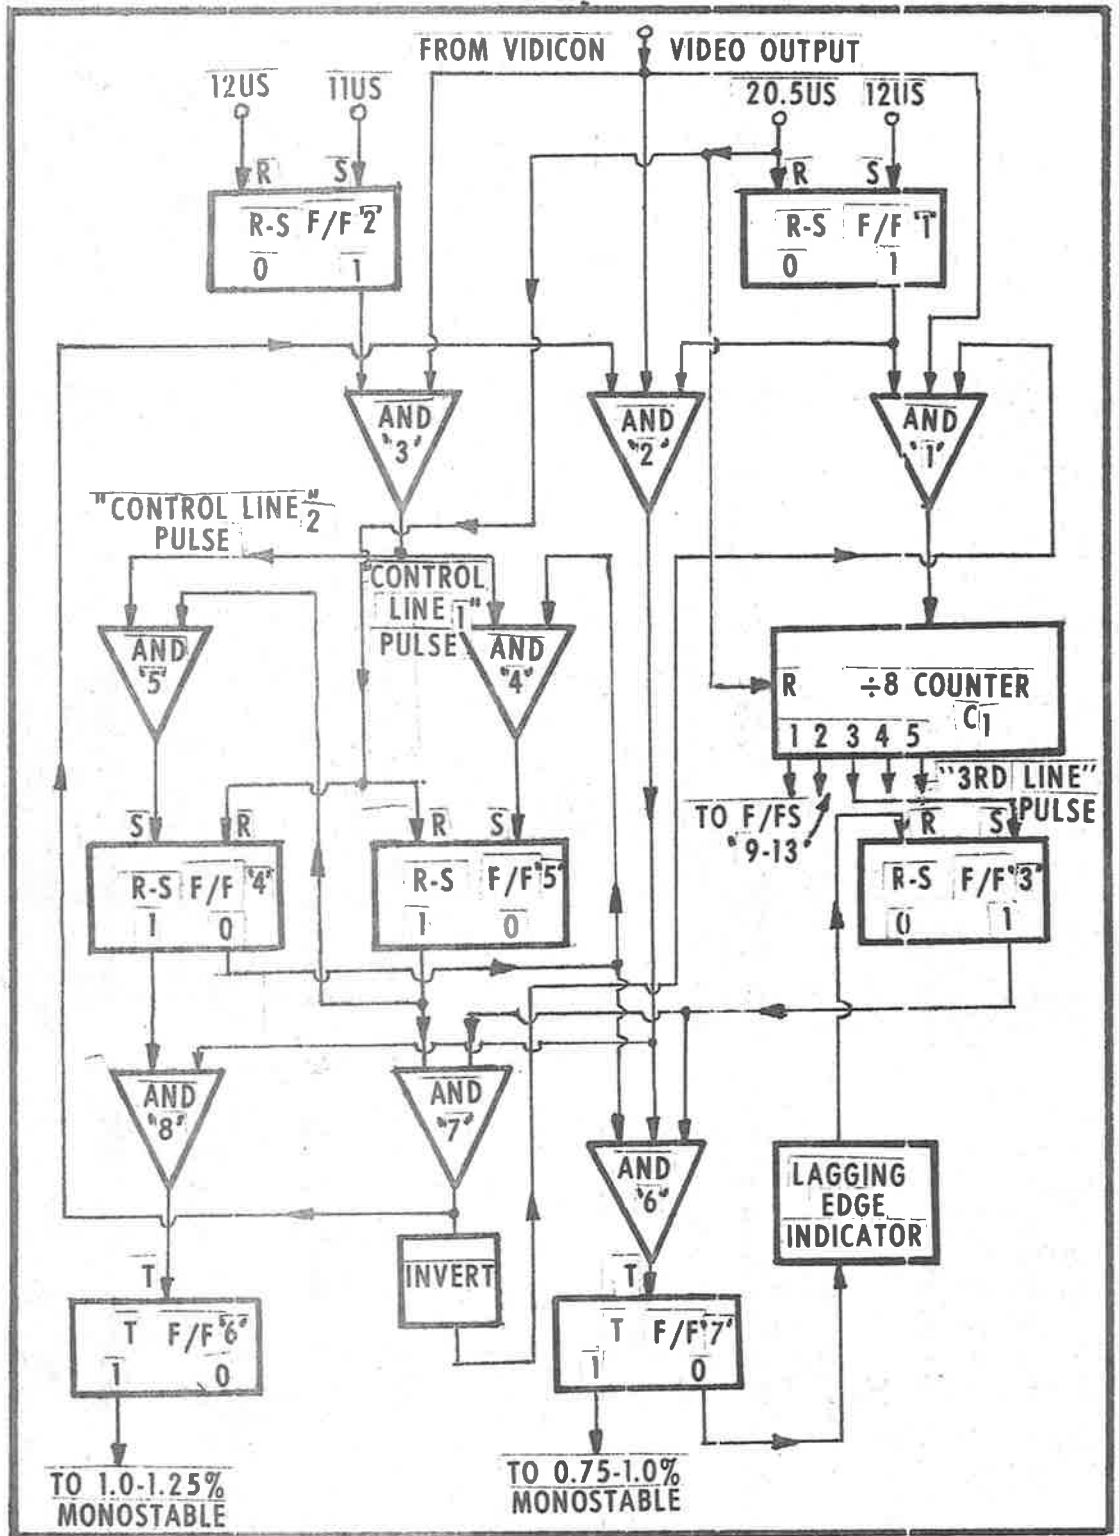 FROM VIDICON VIDEO OUTPUT
12US 11US 20.5US 12US
R S R S
R-S F/F "2" R-S F/F "1"
0 1 0 1
AND "3" AND "2" AND "1"
"CONTROL LINE 2"
PULSE
"CONTROL
LINE 1"
PULSE
AND "5" AND "4"
R ÷8 COUNTER
C1
1 2 3 4 5
"3RD LINE"
PULSE
TO F/FS
"9-13"
S R R S R S
R-S F/F "4" R-S F/F "5" R-S F/F "3"
1 0 1 0 0 1
AND "8" AND "7"
AND "6"
LAGGING
EDGE
INDICATOR
INVERT
T T
T F/F "6" T F/F "7"
1 0 1 0
TO 1.0-1.25%
MONOSTABLE
TO 0.75-1.0%
MONOSTABLE